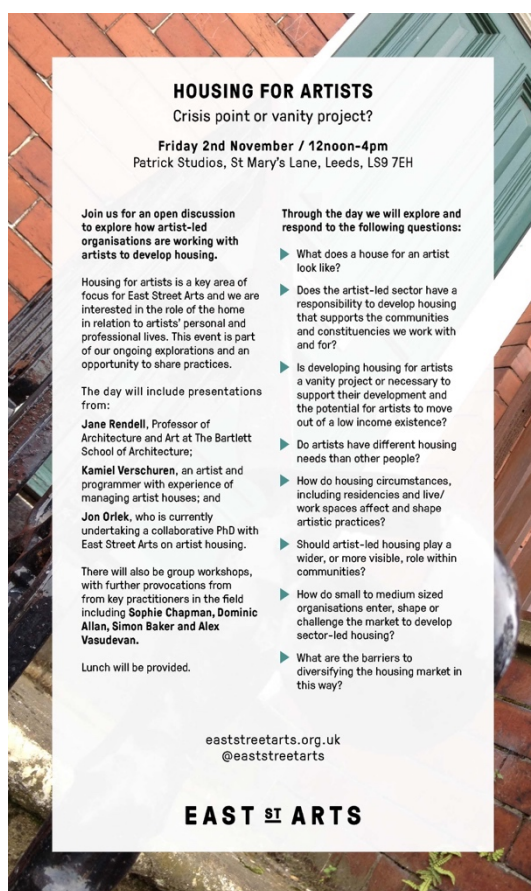 HOUSING FOR ARTISTS
Crisis point or vanity project?
Friday 2nd November / 12noon-4pm
Patrick Studios, St Mary's Lane, Leeds, LS9 7EH
Join us for an open discussion
to explore how artist-led
organisations are working with
artists to develop housing.
Housing for artists is a key area of
focus for East Street Arts and we are
interested in the role of the home
in relation to artists' personal and
professional lives. This event is part
of our ongoing explorations and an
opportunity to share practices.
The day will include presentations
from:
Jane Rendell, Professor of
Architecture and Art at The Bartlett
School of Architecture;
Kamiel Verschuren, an artist and
programmer with experience of
managing artist houses; and
Jon Orlek, who is currently
undertaking a collaborative PhD with
East Street Arts on artist housing.
There will also be group workshops,
with further provocations from
from key practitioners in the field
including Sophie Chapman, Dominic
Allan, Simon Baker and Alex
Vasudevan.
Lunch will be provided.
Through the day we will explore and
respond to the following questions:
What does a house for an artist
look like?
Does the artist-led sector have a
responsibility to develop housing
that supports the communities
and constituencies we work with
and for?
Is developing housing for artists
a vanity project or necessary to
support their development and
the potential for artists to move
out of a low income existence?
Do artists have different housing
needs than other people?
How do housing circumstances,
including residencies and live/
work spaces affect and shape
artistic practices?
Should artist-led housing play a
wider, or more visible, role within
communities?
How do small to medium sized
organisations enter, shape or
challenge the market to develop
sector-led housing?
What are the barriers to
diversifying the housing market in
this way?
eaststreetarts.org.uk
@eaststreetarts
EAST ST ARTS